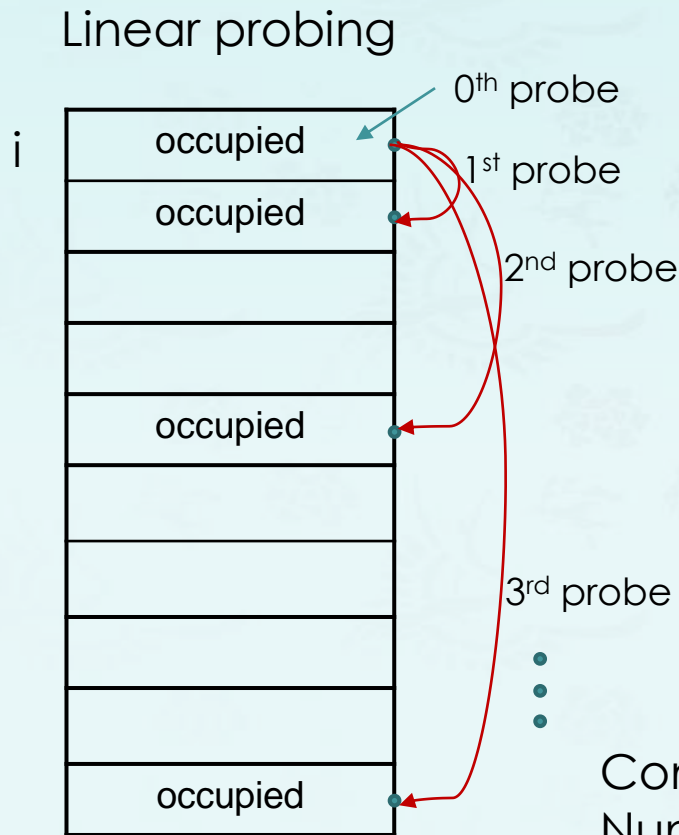 Linear probing
0th probe
i
occupied
1st probe
occupied
2nd probe
occupied
3rd probe
occupied